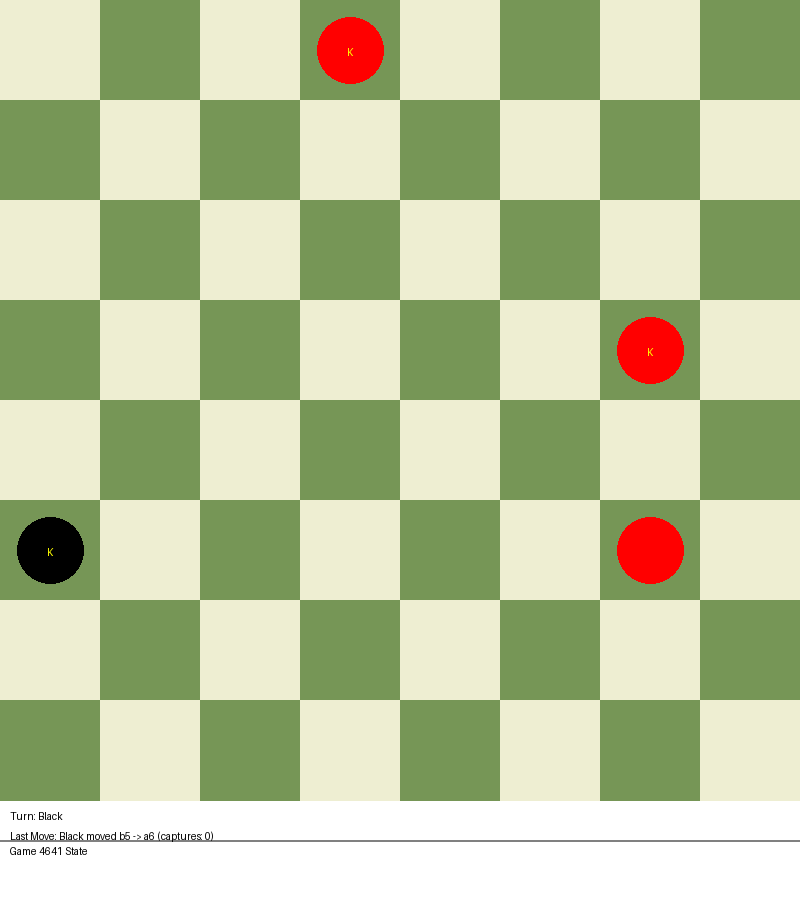 K
K
K
Turn: Black
Last Move: Black moved b5 -> a6 (captures: 0)
Game 4641 State